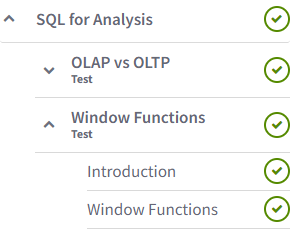 SQL for Analysis
OLAP vs OLTP
Test
Window Functions
Test
Introduction
Window Functions